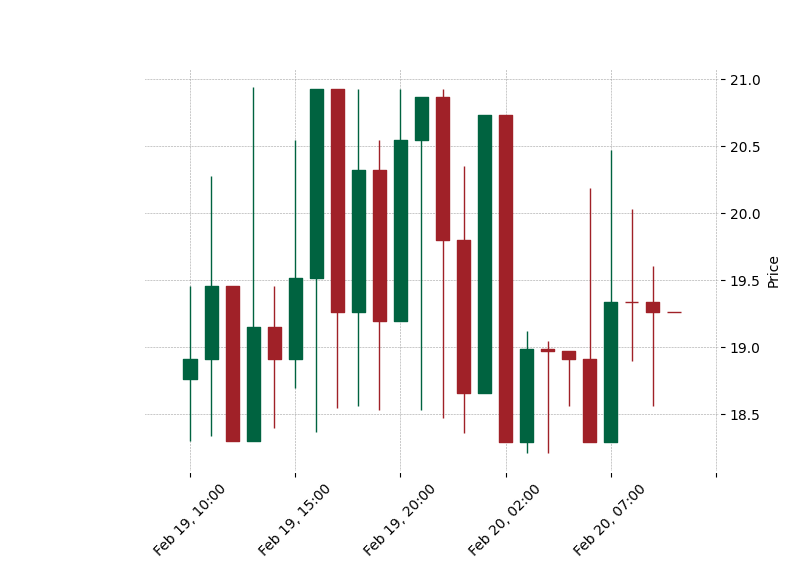 21.0
20.5
20.0
19.5
19.0
18.5
Price
Feb 19, 10:00
Feb 19, 15:00
Feb 19, 20:00
Feb 20, 02:00
Feb 20, 07:00